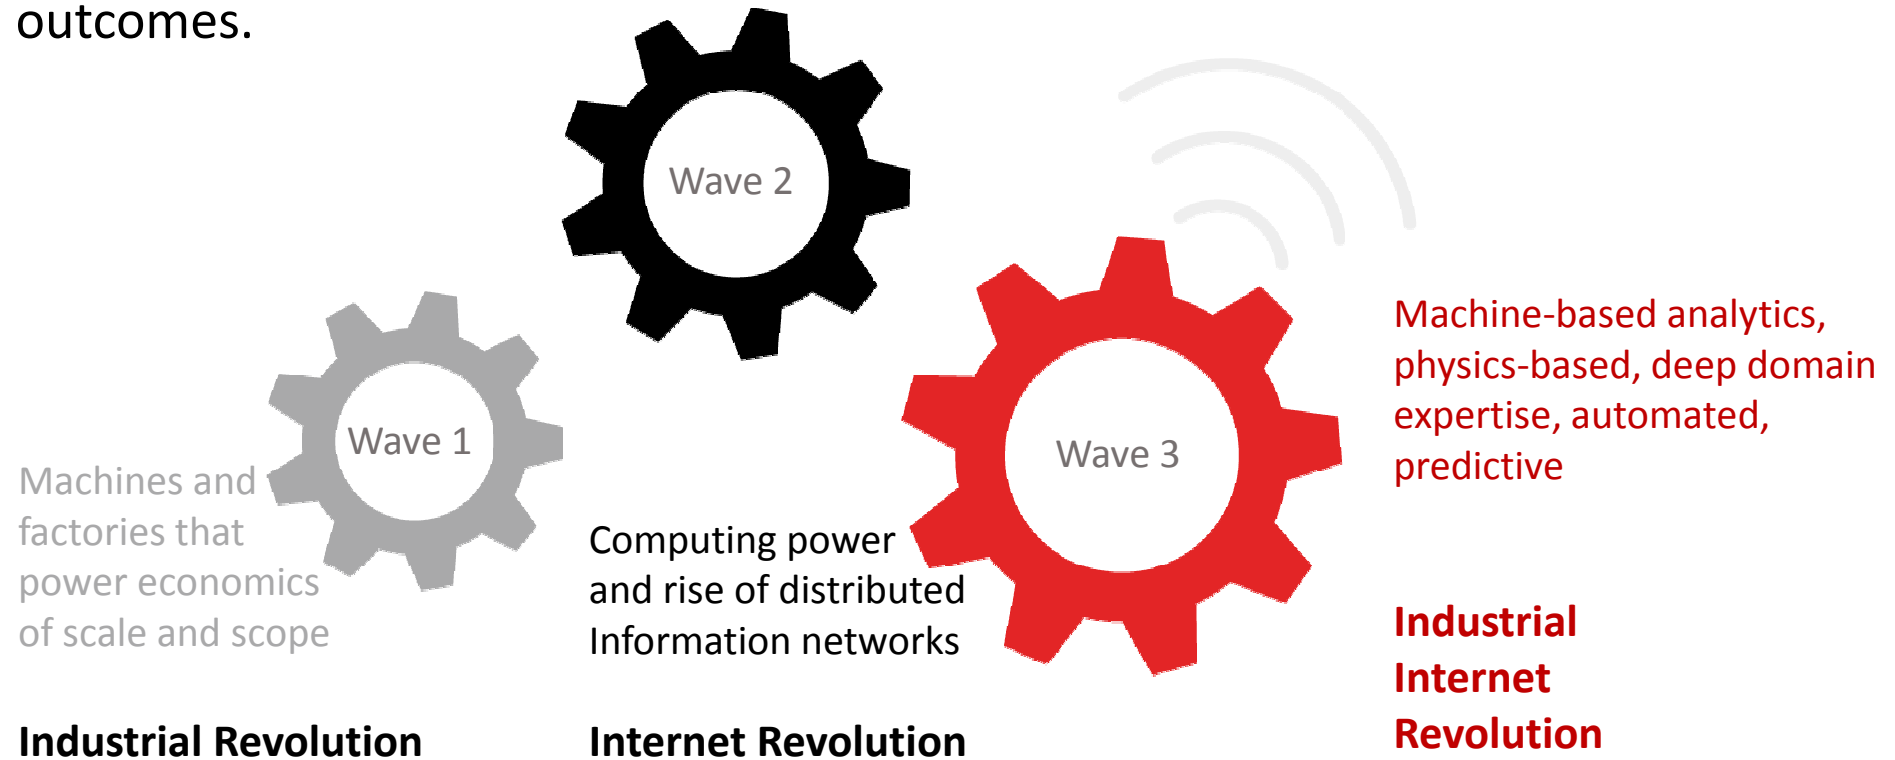 outcomes.
Wave 2
Wave 1
Wave 3
Machines and
factories that
power economics
of scale and scope
Industrial Revolution
Computing power
and rise of distributed
Information networks
Internet Revolution
Machine-based analytics,
physics-based, deep domain
expertise, automated,
predictive
Industrial
Internet
Revolution